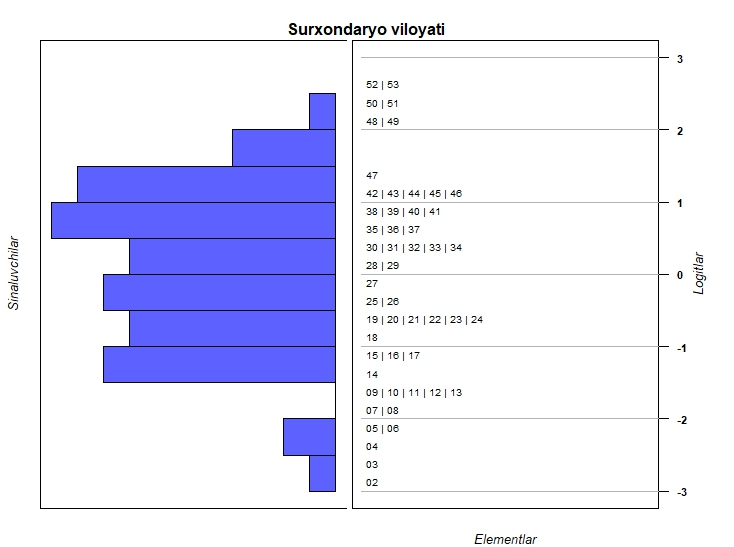 Surxondaryo viloyati
3
52 | 53
50 | 51
48 | 49
2
47
42 | 43 | 44 | 45 | 46
1
38 | 39 | 40 | 41
35 | 36 | 37
30 | 31 | 32 | 33 | 34
28 | 29
0
27
25 | 26
19 | 20 | 21 | 22 | 23 | 24
18
-1
15 | 16 | 17
14
09 | 10 | 11 | 12 | 13
07 | 08
-2
05 | 06
04
03
02
-3
Sinaluvchilar
Logitlar
Elementlar